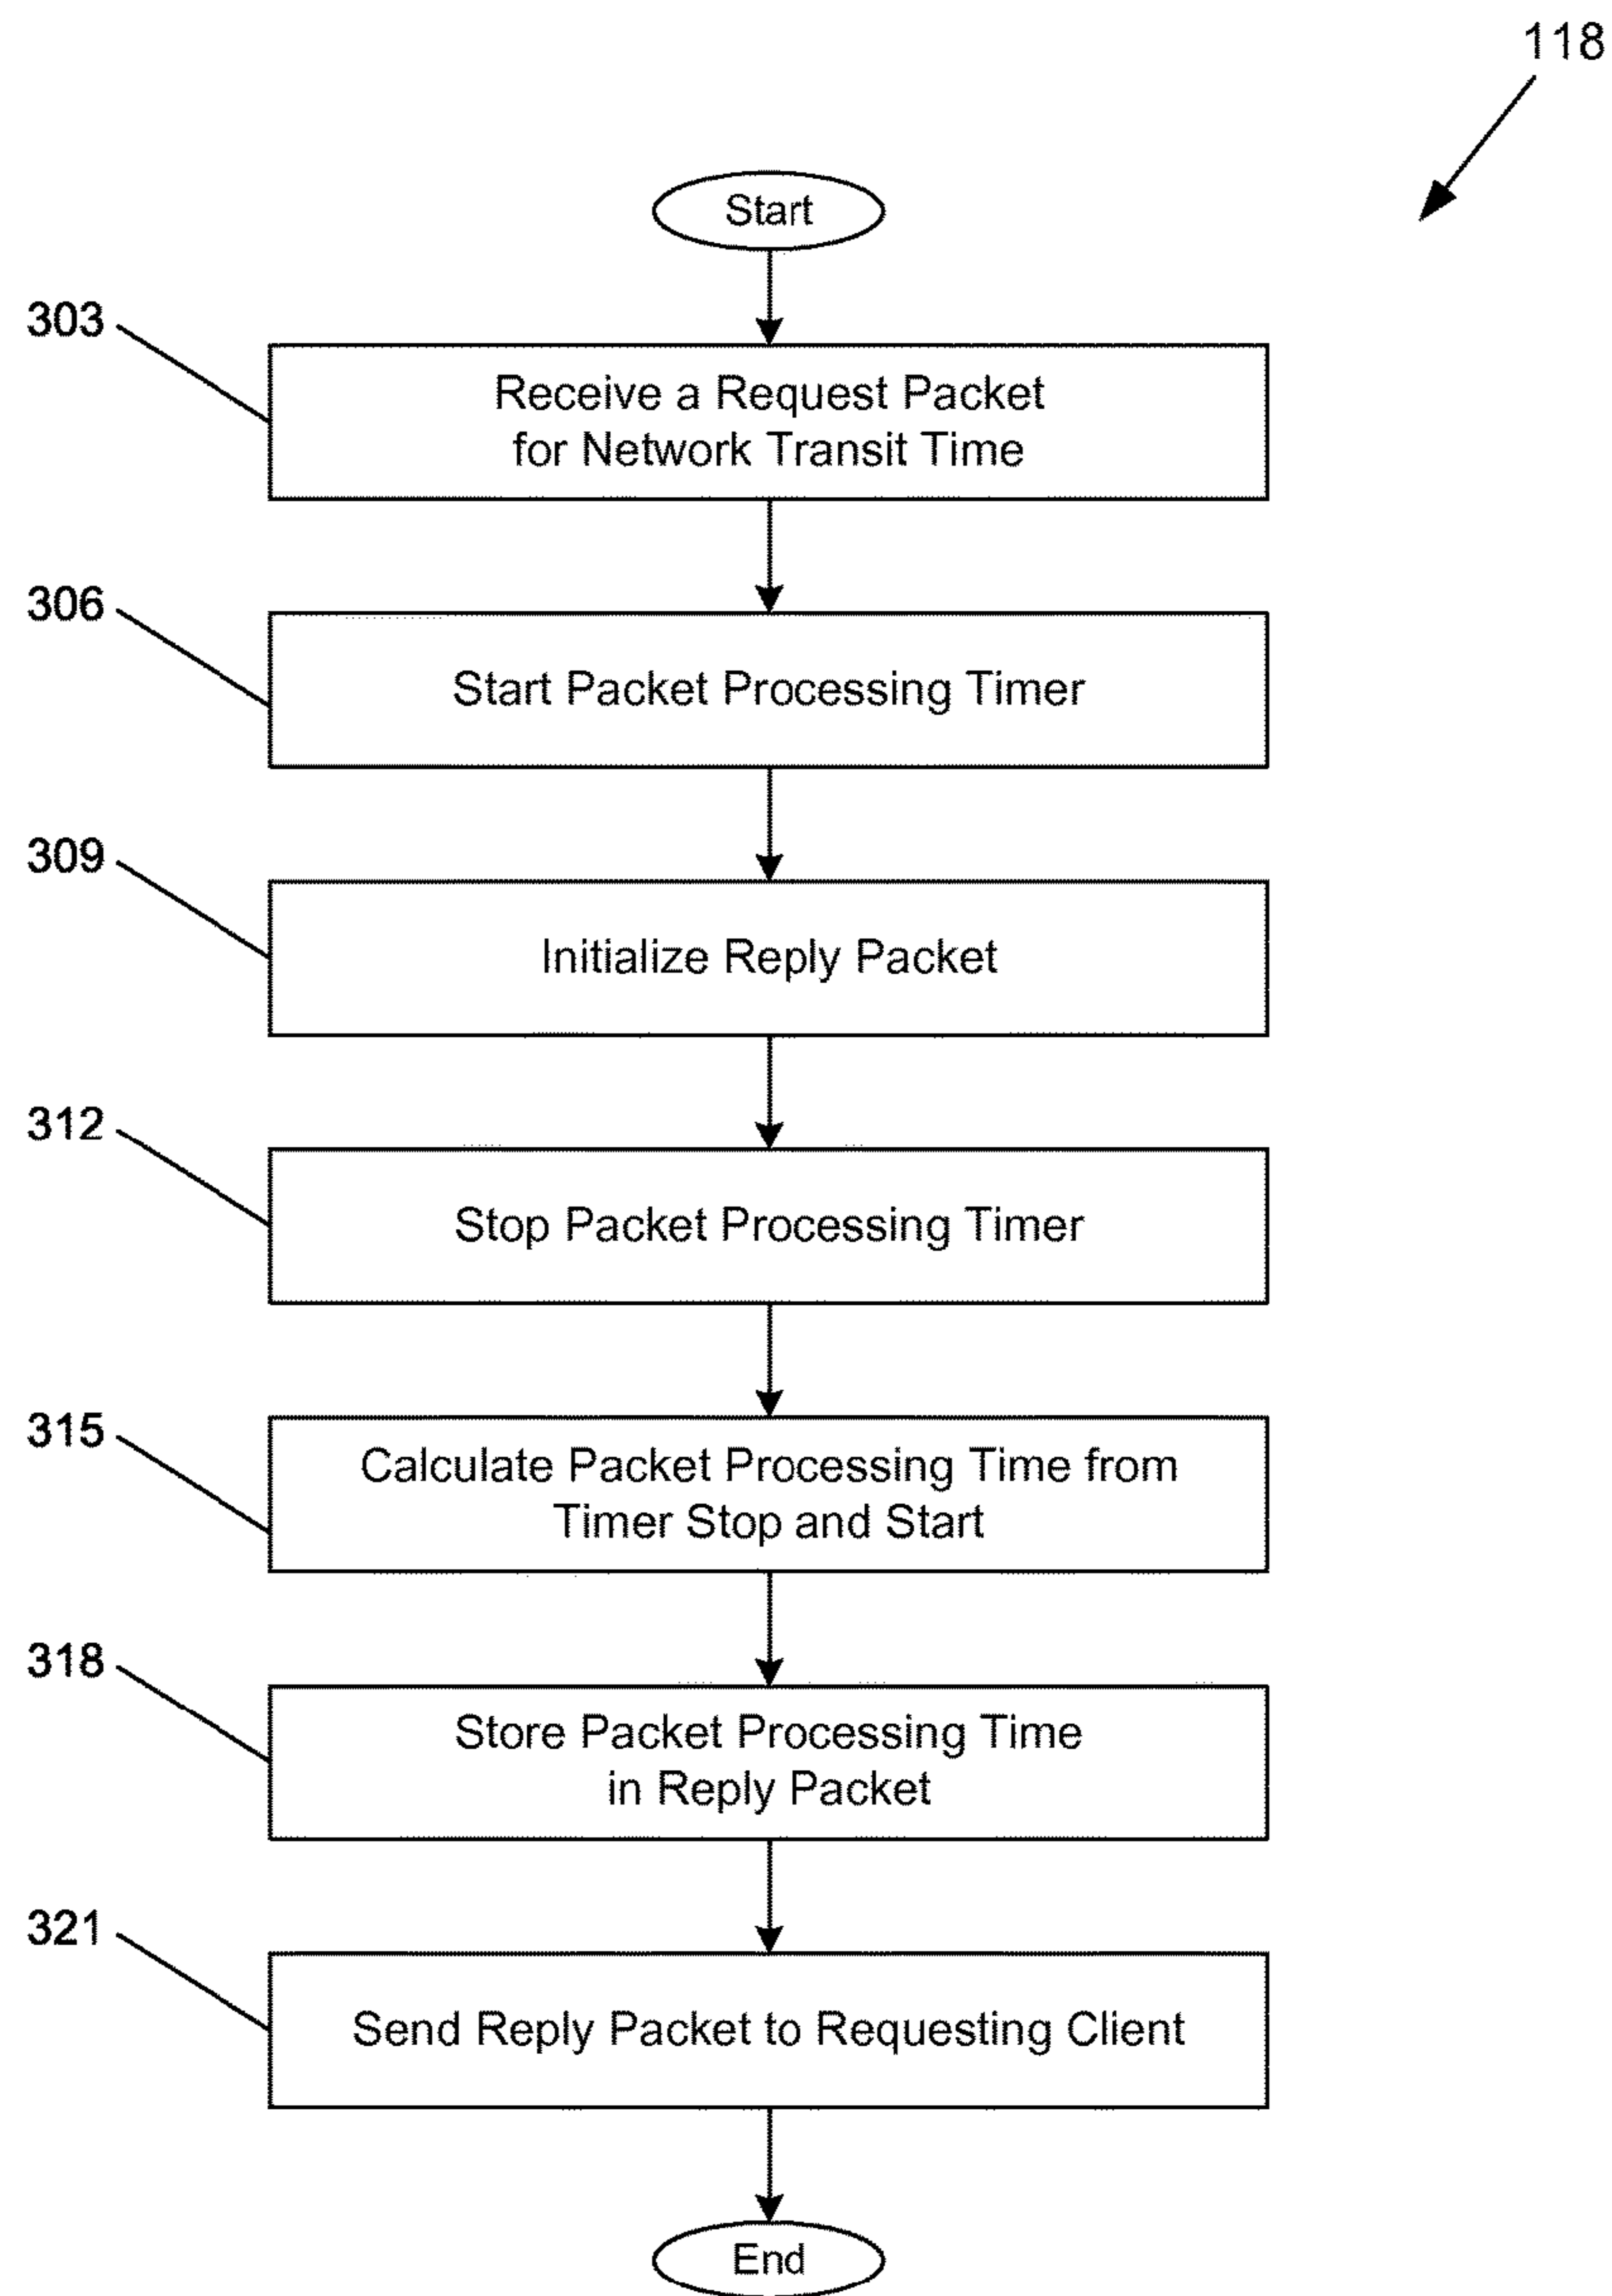 118
Start
303
Receive a Request Packet
for Network Transit Time
306
Start Packet Processing Timer
309
Initialize Reply Packet
312
Stop Packet Processing Timer
315
Calculate Packet Processing Time from
Timer Stop and Start
318
Store Packet Processing Time
in Reply Packet
321
Send Reply Packet to Requesting Client
End